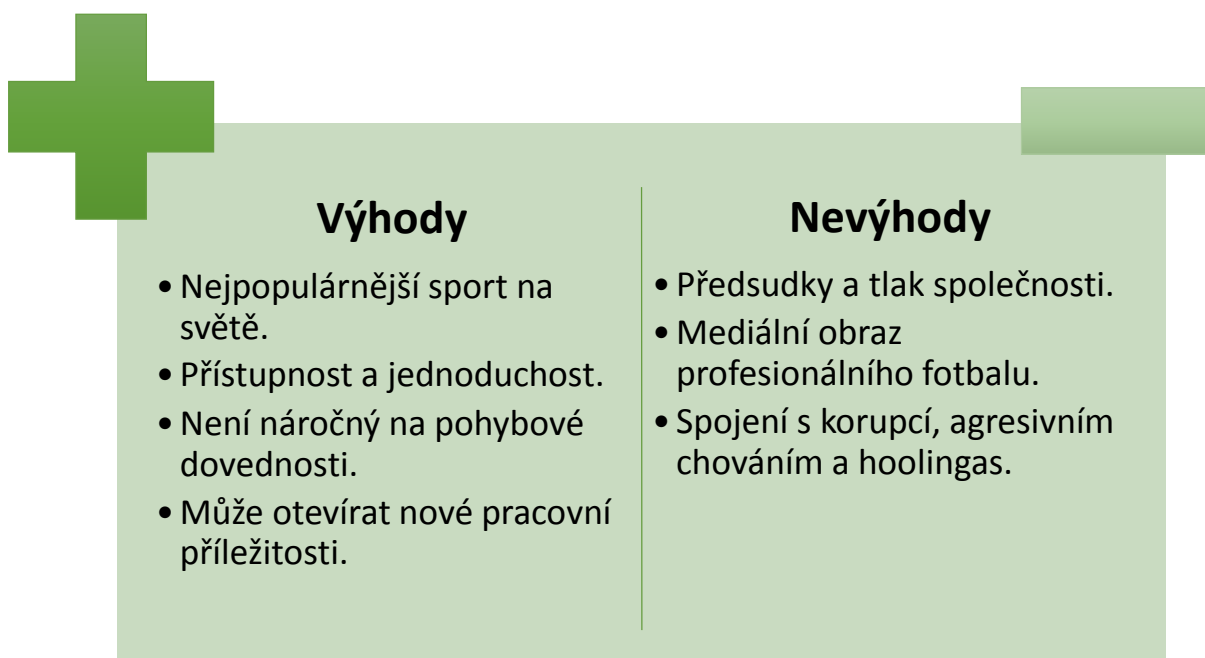 Výhody
• Nejpopulárnější sport na
světě.
• Přístupnost a jednoduchost.
• Není náročný na pohybové
dovednosti.
• Může otevírat nové pracovní
příležitosti.
Nevýhody
• Předsudky a tlak společnosti.
• Mediální obraz
profesionálního fotbalu.
• Spojení s korupcí, agresivním
chováním a hoolingas.